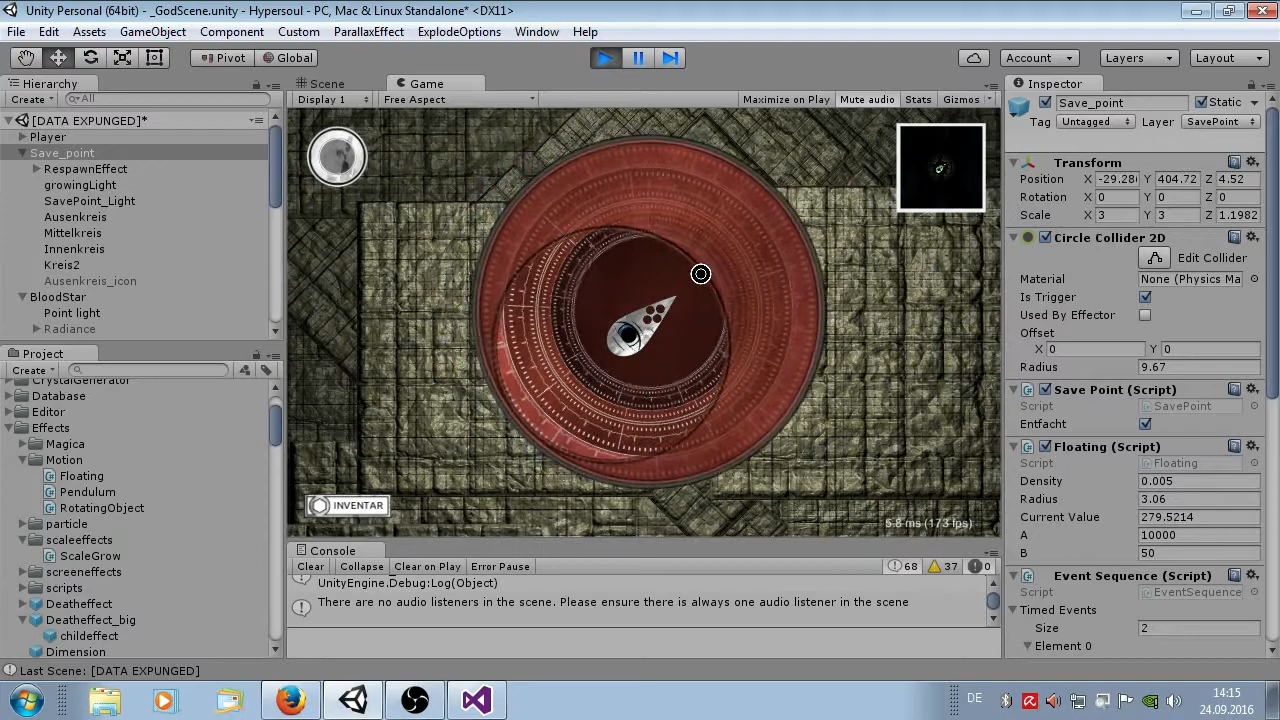 Unity Personal (64bit) - _GodScene.unity - Hypersoul - PC, Mac & Linux Standalone* <DX11>
File Edit Assets GameObject Component Custom ParallaxEffect ExplodeOptions Window Help
Pivot Global Account Layers Layout
Hierarchy
Create All
[DATA EXPUNGED]*
Player
Save_point
RespawnEffect
growingLight
SavePoint_Light
Ausenkreis
Mittelkreis
Innenkreis
Kreis2
Ausenkreis_icon
BloodStar
Point light
Radiance
Project
Create
CrystalGenerator
Database
Editor
Effects
Magica
Motion
Floating
Pendulum
RotatingObject
particle
scaleeffects
ScaleGrow
screeneffects
scripts
Deatheffect
Deatheffect_big
childeffect
Dimension
Scene Game
Display 1 Free Aspect Maximize on Play Mute audio Stats Gizmos
INVENTAR
5.8 ms (173 fps)
Console
Clear Collapse Clear on Play Error Pause 68 37 0
UnityEngine.Debug:Log(Object)
There are no audio listeners in the scene. Please ensure there is always one audio listener in the scene
Inspector
Save_point Static
Tag Untagged Layer SavePoint
Transform
Position X -29.28 Y 404.72 Z 4.52
Rotation X 0 Y 0 Z 0
Scale X 3 Y 3 Z 1.1982
Circle Collider 2D
Edit Collider
Material None (Physics Ma
Is Trigger
Used By Effector
Offset
X 0 Y 0
Radius 9.67
Save Point (Script)
Script SavePoint
Entfacht
Floating (Script)
Script Floating
Density 0.005
Radius 3.06
Current Value 279.5214
A 10000
B 50
Event Sequence (Script)
Script EventSequence
Timed Events
Size 2
Element 0
Last Scene: [DATA EXPUNGED]
DE
14:15
24.09.2016